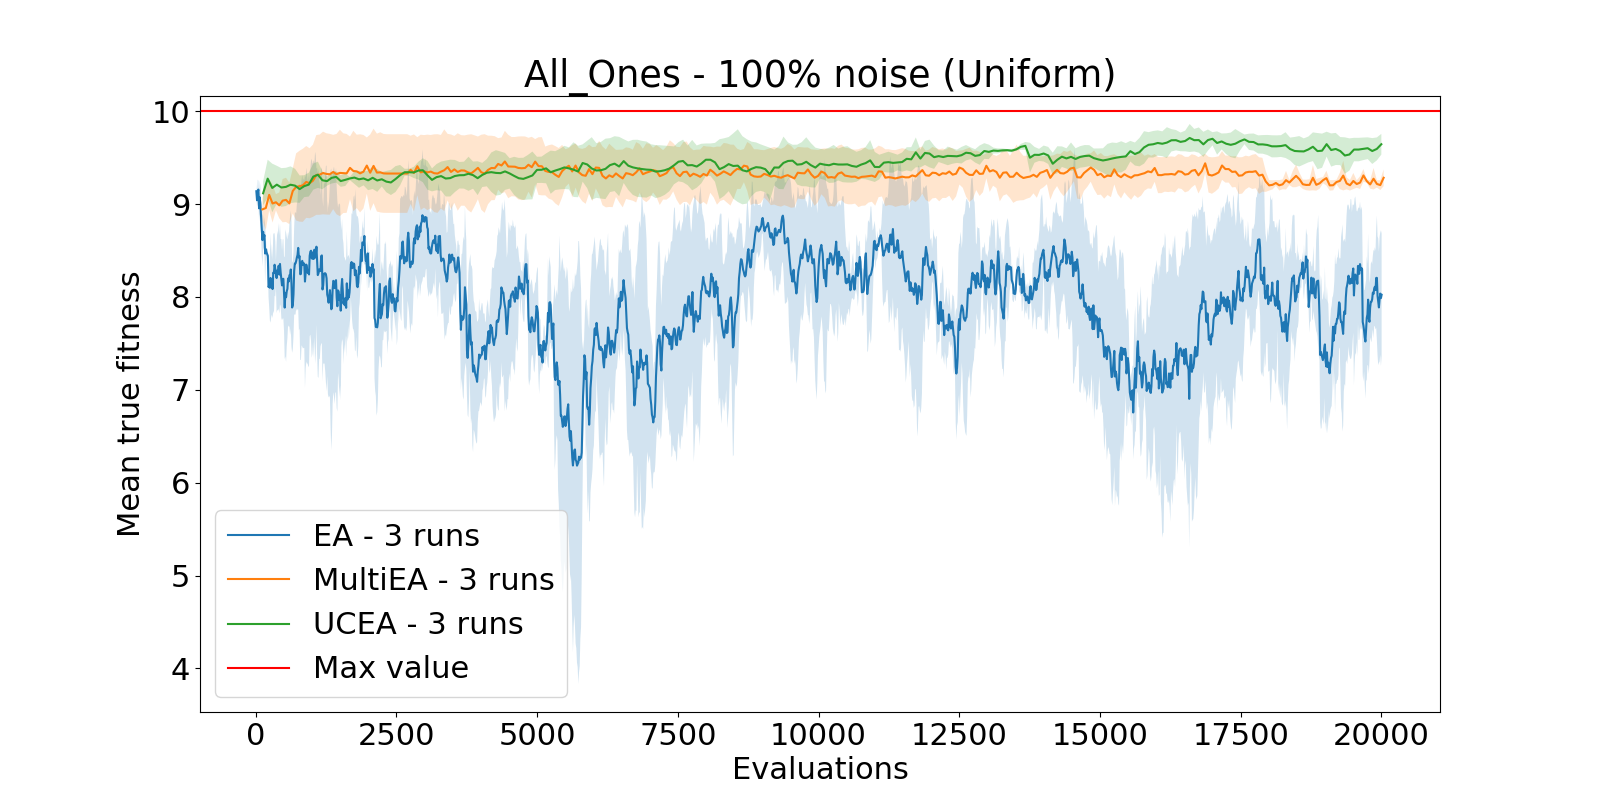 All_Ones - 100% noise (Uniform)
Mean true fitness
10
9
8
7
6
5
4
EA - 3 runs
MultiEA - 3 runs
UCEA - 3 runs
Max value
0 2500 5000 7500 10000 12500 15000 17500 20000
Evaluations